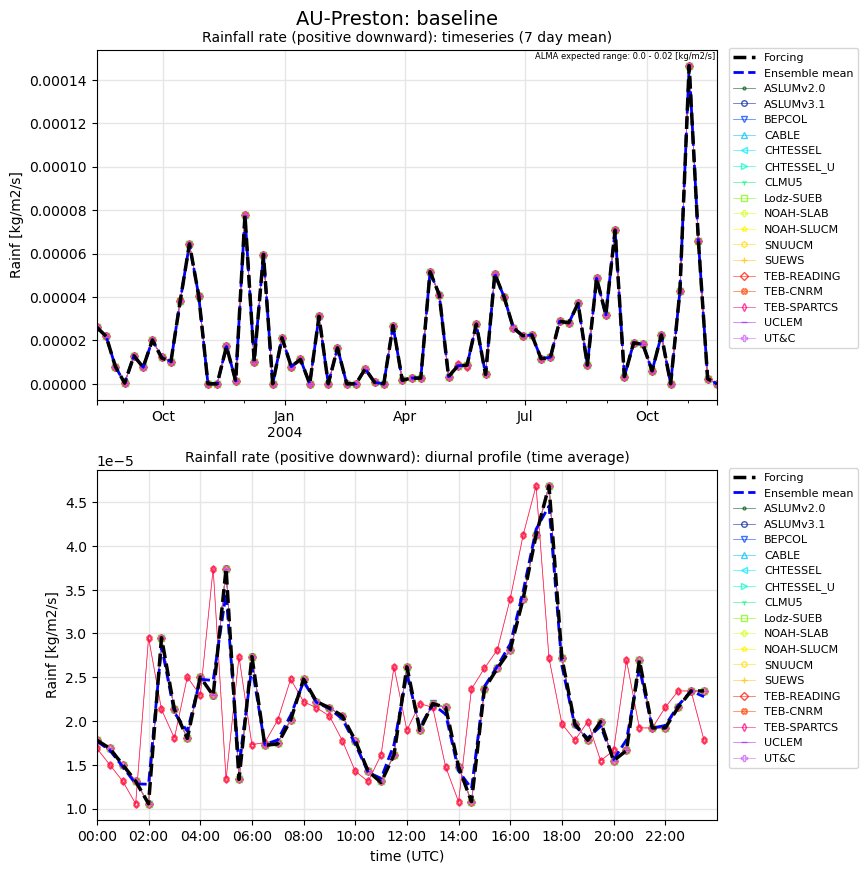 AU-Preston: baseline
Rainfall rate (positive downward): timeseries (7 day mean)
ALMA expected range: 0.0 - 0.02 [kg/m2/s]
0.00014
0.00012
0.00010
0.00008
0.00006
0.00004
0.00002
0.00000
Rainf [kg/m2/s]
Oct
Jan
2004
Apr
Jul
Oct
Forcing
Ensemble mean
ASLUMv2.0
ASLUMv3.1
BEPCOL
CABLE
CHTESSEL
CHTESSEL_U
CLMU5
Lodz-SUEB
NOAH-SLAB
NOAH-SLUCM
SNUUCM
SUEWS
TEB-READING
TEB-CNRM
TEB-SPARTCS
UCLEM
UT&C
1e−5
Rainfall rate (positive downward): diurnal profile (time average)
4.5
4.0
3.5
3.0
2.5
2.0
1.5
1.0
Rainf [kg/m2/s]
00:00
02:00
04:00
06:00
08:00
10:00
12:00
14:00
16:00
18:00
20:00
22:00
time (UTC)
Forcing
Ensemble mean
ASLUMv2.0
ASLUMv3.1
BEPCOL
CABLE
CHTESSEL
CHTESSEL_U
CLMU5
Lodz-SUEB
NOAH-SLAB
NOAH-SLUCM
SNUUCM
SUEWS
TEB-READING
TEB-CNRM
TEB-SPARTCS
UCLEM
UT&C